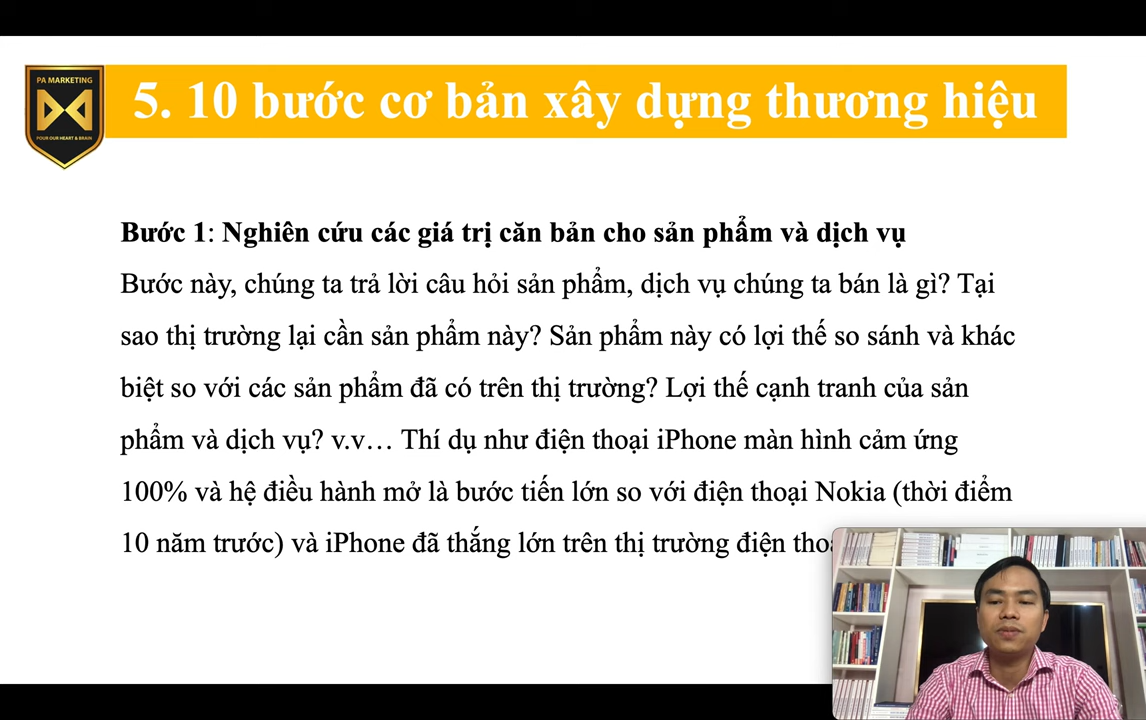 PA MARKETING
POUR OUR HEART & BRAIN
5. 10 bước cơ bản xây dựng thương hiệu
Bước 1: Nghiên cứu các giá trị căn bản cho sản phẩm và dịch vụ
Bước này, chúng ta trả lời câu hỏi sản phẩm, dịch vụ chúng ta bán là gì? Tại
sao thị trường lại cần sản phẩm này? Sản phẩm này có lợi thế so sánh và khác
biệt so với các sản phẩm đã có trên thị trường? Lợi thế cạnh tranh của sản
phẩm và dịch vụ? v.v… Thí dụ như điện thoại iPhone màn hình cảm ứng
100% và hệ điều hành mở là bước tiến lớn so với điện thoại Nokia (thời điểm
10 năm trước) và iPhone đã thắng lớn trên thị trường điện